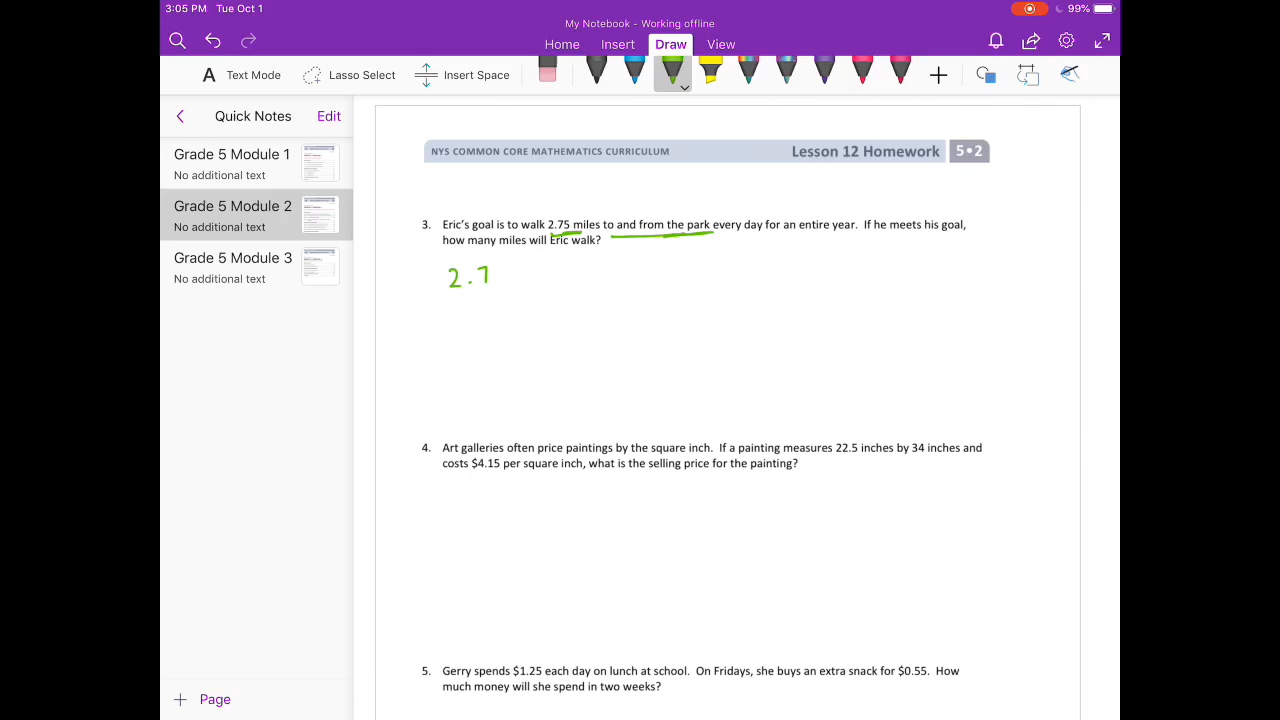 3:05 PM Tue Oct 1
99%
My Notebook - Working offline
Home Insert Draw View
A Text Mode Lasso Select Insert Space
Quick Notes Edit
Grade 5 Module 1
No additional text
Grade 5 Module 2
No additional text
Grade 5 Module 3
No additional text
Page
NYS COMMON CORE MATHEMATICS CURRICULUM Lesson 12 Homework 5•2
3. Eric's goal is to walk 2.75 miles to and from the park every day for an entire year. If he meets his goal,
how many miles will Eric walk?
2.7
4. Art galleries often price paintings by the square inch. If a painting measures 22.5 inches by 34 inches and
costs $4.15 per square inch, what is the selling price for the painting?
5. Gerry spends $1.25 each day on lunch at school. On Fridays, she buys an extra snack for $0.55. How
much money will she spend in two weeks?